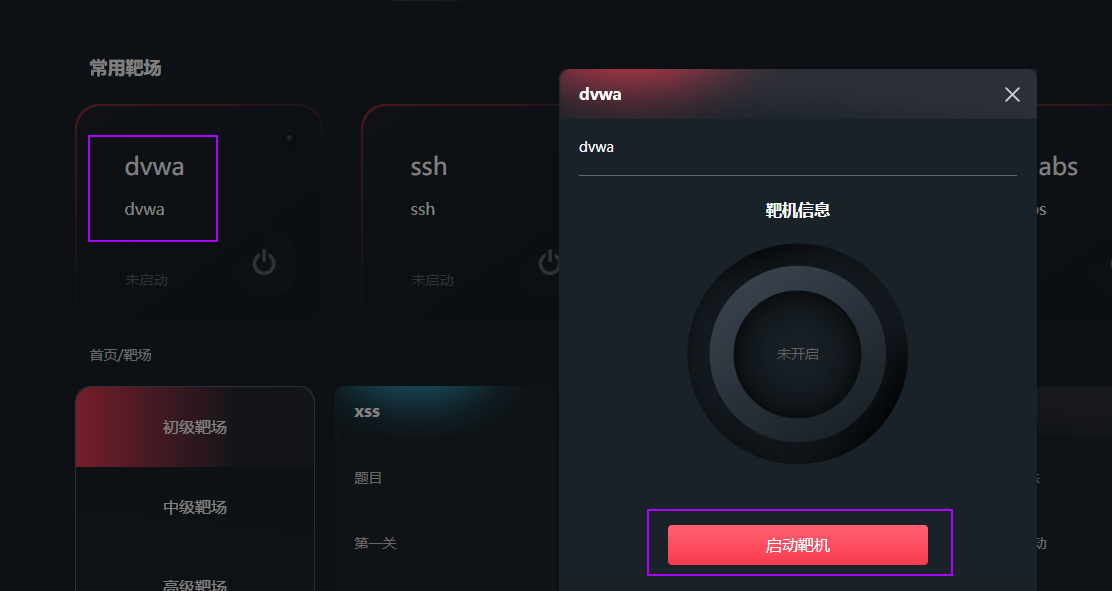 常用靶场
dvwa
dvwa
未启动
ssh
ssh
未启动
abs
首页/靶场
初级靶场
中级靶场
高级靶场
xss
题目
第一关
动
dvwa
dvwa
靶机信息
未开启
启动靶机